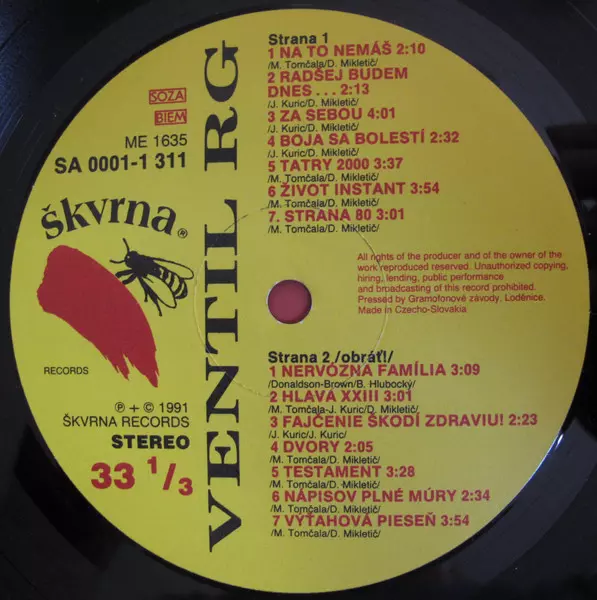 Strana 1
1 NA TO NEMÁŠ 2:10
/M. Tomčala/D. Mikletič/
2 RADŠEJ BUDEM
DNES . . . 2:13
/J. Kuric/D. Mikletič/
3 ZA SEBOU 4:01
/J. Kuric/D. Mikletič/
4 BOJA SA BOLESTÍ 2:32
/J. Kuric/D. Mikletič/
5 TATRY 2000 3:37
/M. Tomčala/D. Mikletič/
6 ŽIVOT INSTANT 3:54
/M. Tomčala/D. Mikletič/
7. STRANA 80 3:01
/M. Tomčala/D. Mikletič/
SOZA
BIEM
ME 1635
SA 0001-1 311
škvrna ®
RECORDS
℗ + © 1991
ŠKVRNA RECORDS
STEREO
33 1/3
VENTIL RG
All rights of the producer and of the owner of the
work reproduced reserved. Unauthorized copying,
hiring, lending, public performance
and broadcasting of this record prohibited.
Pressed by Gramofonové závody, Loděnice.
Made in Czecho-Slovakia
Strana 2 /obráť!/
1 NERVÓZNA FAMÍLIA 3:09
/Donaldson-Brown/B. Hlubocký/
2 HLAVA XXIII 3:01
/M. Tomčala-J. Kuric/D. Mikletič/
3 FAJČENIE ŠKODÍ ZDRAVIU! 2:23
/J. Kuric/J. Kuric/
4 DVORY 2:05
/M. Tomčala/D. Mikletič/
5 TESTAMENT 3:28
/M. Tomčala/D. Mikletič/
6 NÁPISOV PLNÉ MÚRY 2:34
/M. Tomčala/D. Mikletič/
7 VÝŤAHOVÁ PIESEŇ 3:54
/M. Tomčala/D. Mikletič/